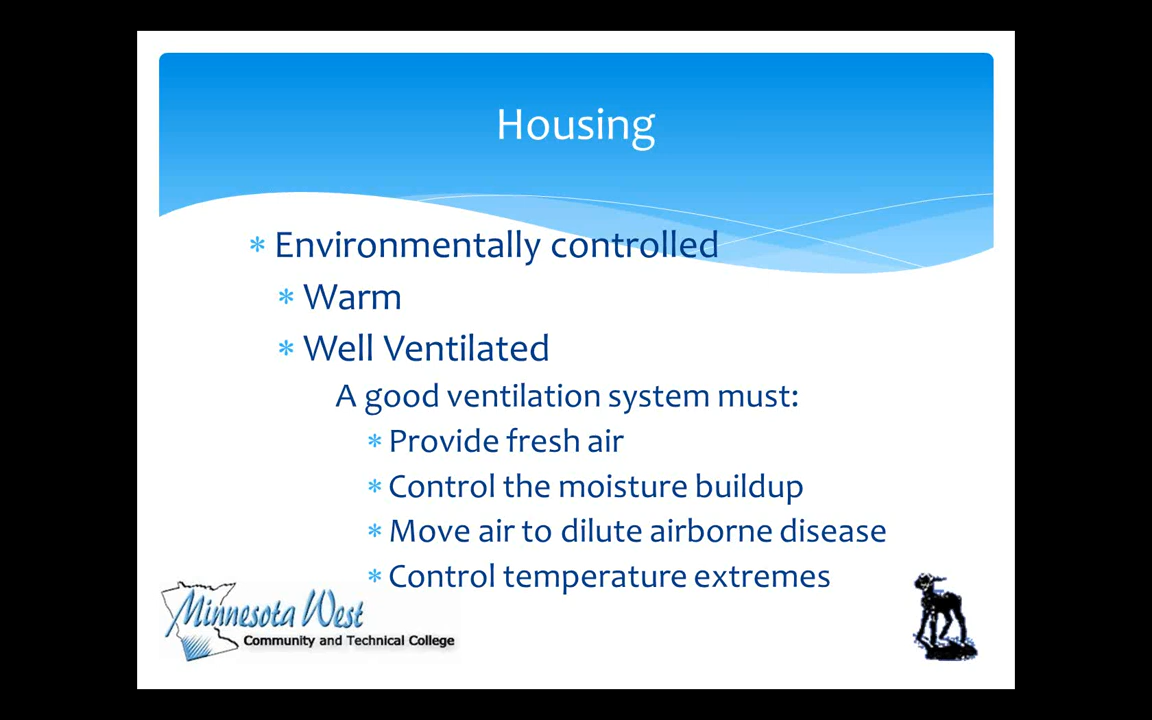 Housing
* Environmentally controlled
* Warm
* Well Ventilated
A good ventilation system must:
* Provide fresh air
* Control the moisture buildup
* Move air to dilute airborne disease
* Control temperature extremes
Minnesota West
Community and Technical College